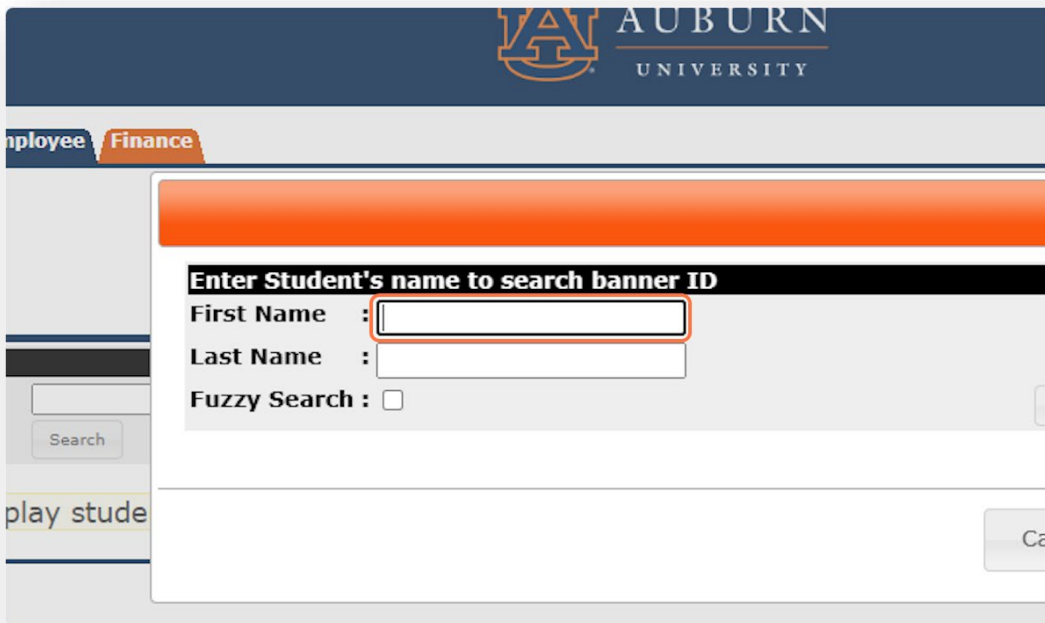 AUBURN
UNIVERSITY
mployee Finance
Enter Student's name to search banner ID
First Name :
Last Name :
Fuzzy Search :
Search
play stude
Ca